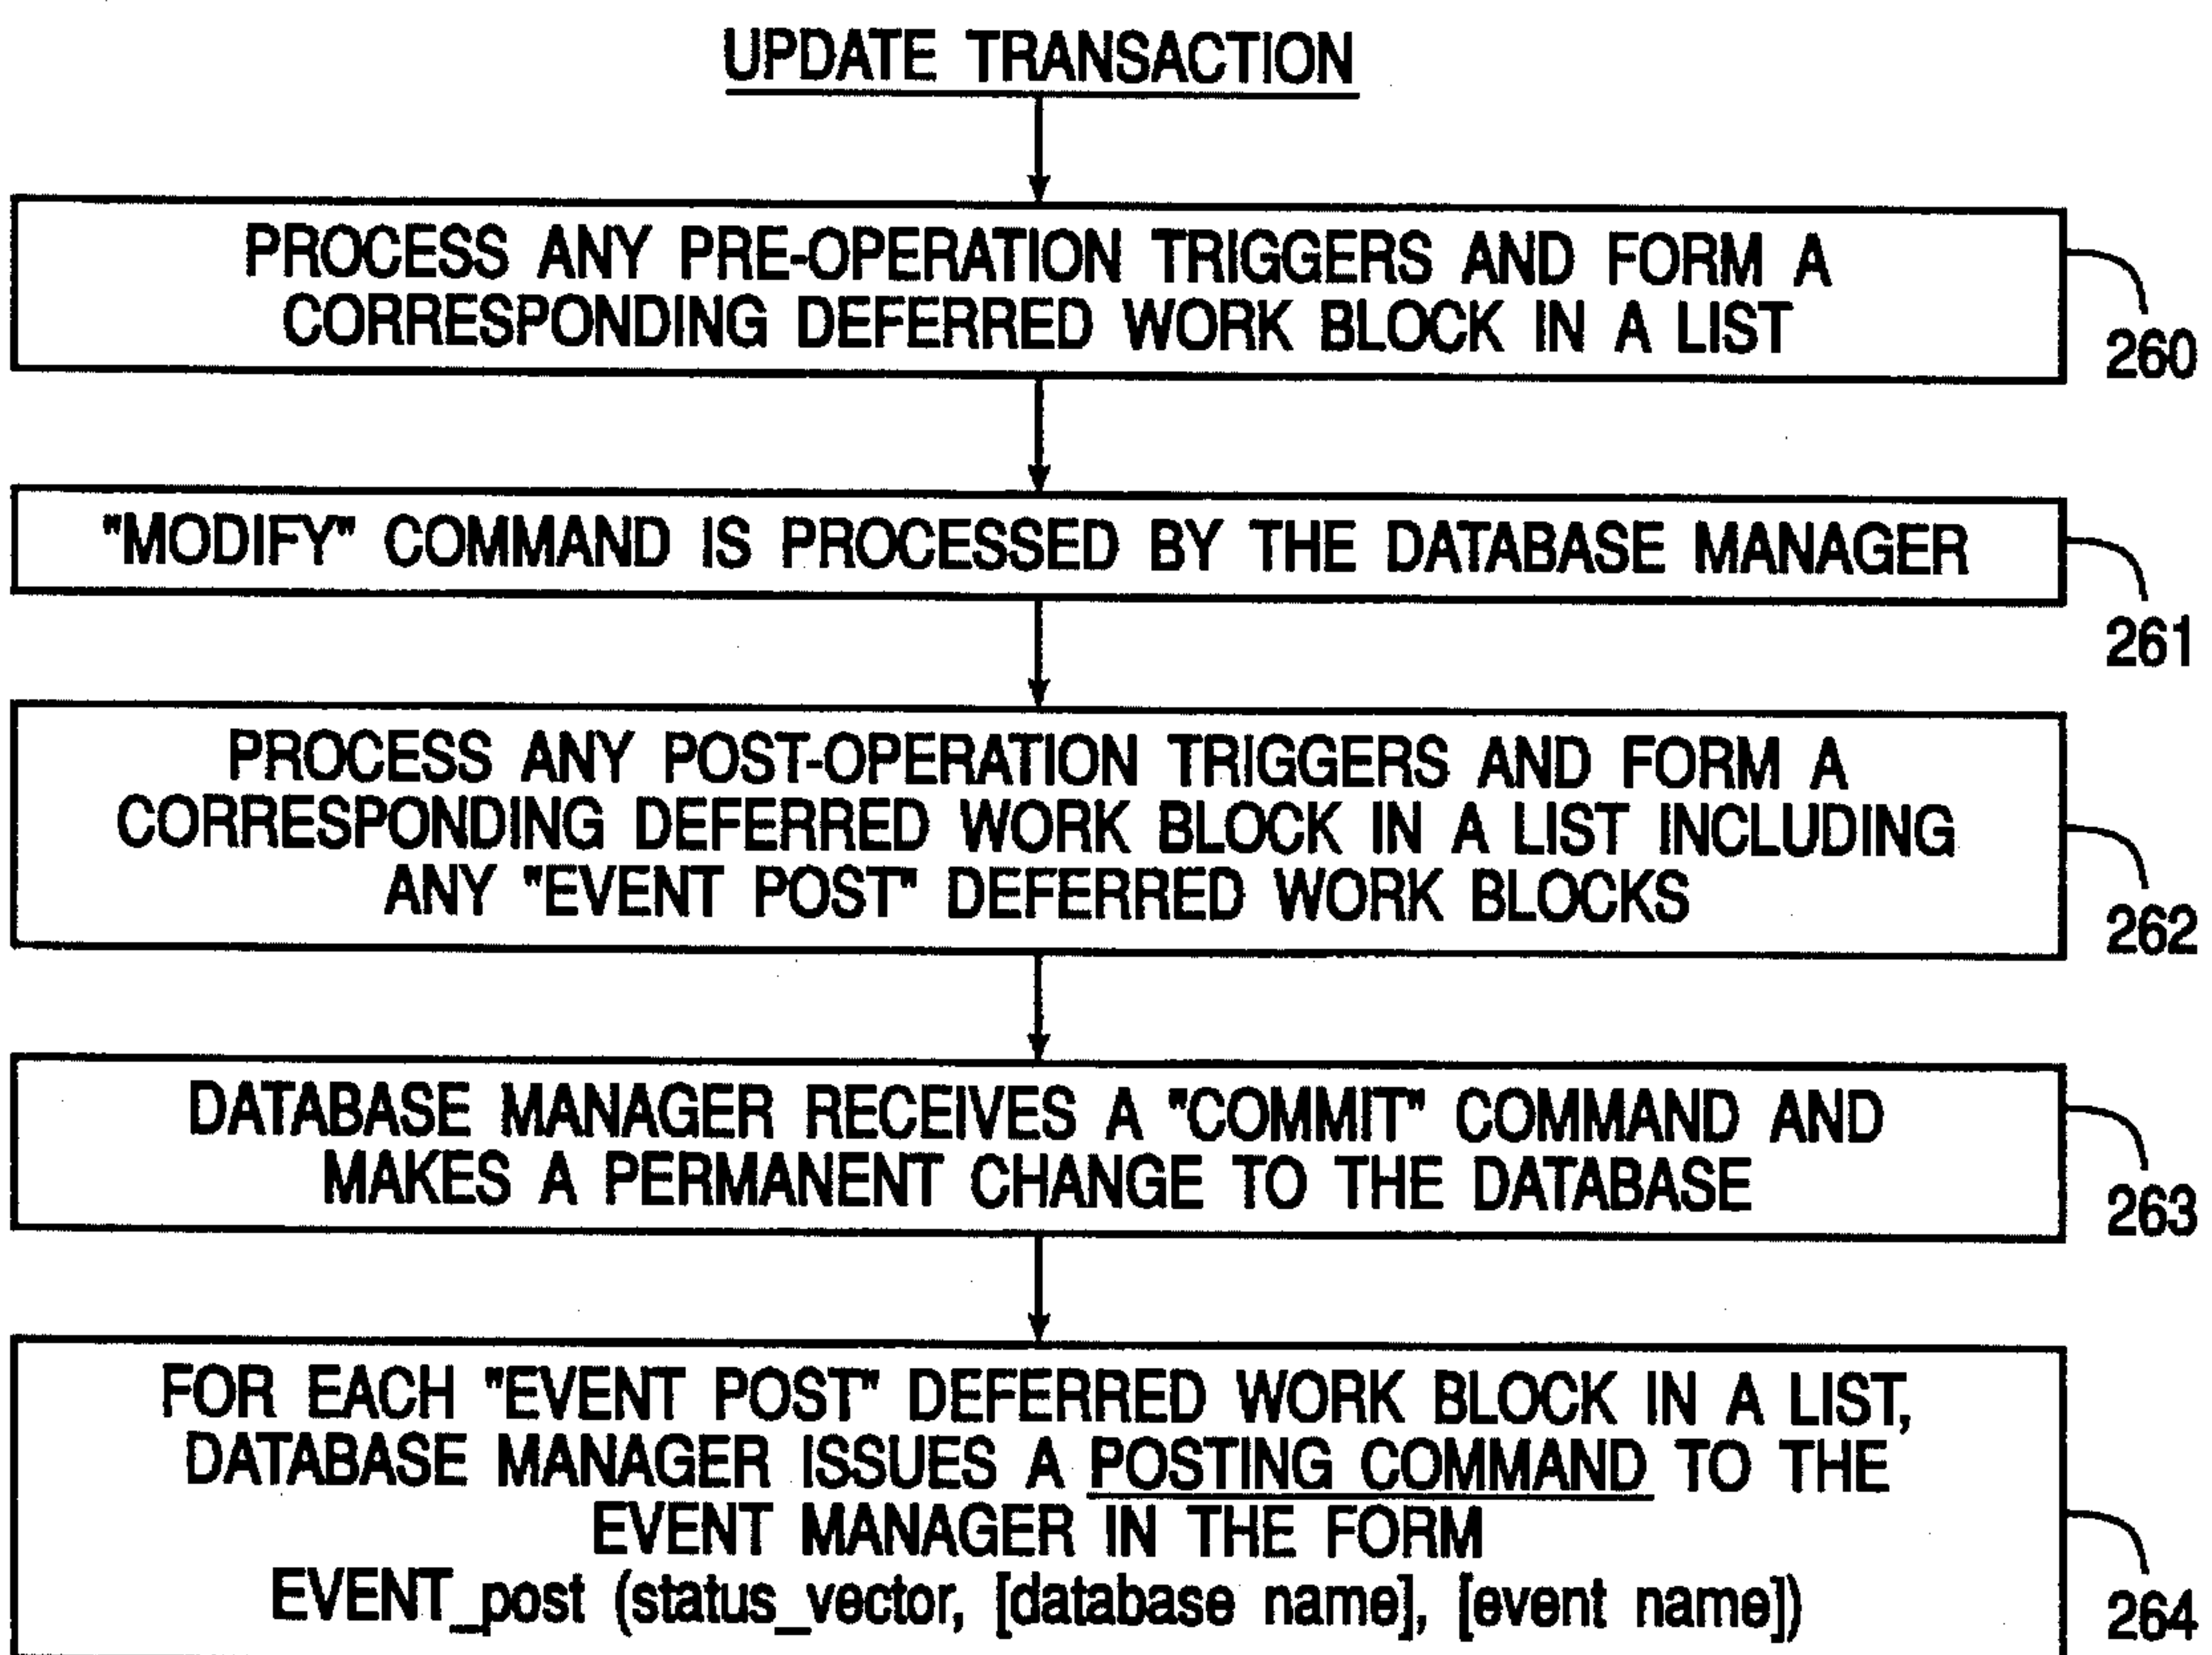 UPDATE TRANSACTION
PROCESS ANY PRE-OPERATION TRIGGERS AND FORM A
CORRESPONDING DEFERRED WORK BLOCK IN A LIST
260
"MODIFY" COMMAND IS PROCESSED BY THE DATABASE MANAGER
261
PROCESS ANY POST-OPERATION TRIGGERS AND FORM A
CORRESPONDING DEFERRED WORK BLOCK IN A LIST INCLUDING
ANY "EVENT POST" DEFERRED WORK BLOCKS
262
DATABASE MANAGER RECEIVES A "COMMIT" COMMAND AND
MAKES A PERMANENT CHANGE TO THE DATABASE
263
FOR EACH "EVENT POST" DEFERRED WORK BLOCK IN A LIST,
DATABASE MANAGER ISSUES A POSTING COMMAND TO THE
EVENT MANAGER IN THE FORM
EVENT_post (status_vector, [database name], [event name])
264